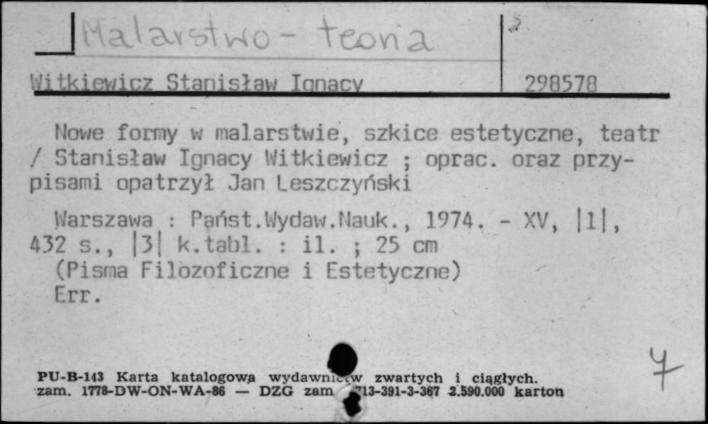 Malarstwo - teoria
Witkiewicz Stanisław Ignacy 298578
Nowe formy w malarstwie, szkice estetyczne, teatr
/ Stanisław Ignacy Witkiewicz ; oprac. oraz przy-
pisami opatrzył Jan Leszczyński
Warszawa : Państ.Wydaw.Nauk., 1974. - XV, |1|,
432 s., |3| k.tabl. : il. ; 25 cm
(Pisma Filozoficzne i Estetyczne)
Err.
PU-B-143 Karta katalogowa wydawnictw zwartych i ciągłych.
zam. 1778-DW-ON-WA-86 — DZG zam 713-391-3-367 2.590.000 karton